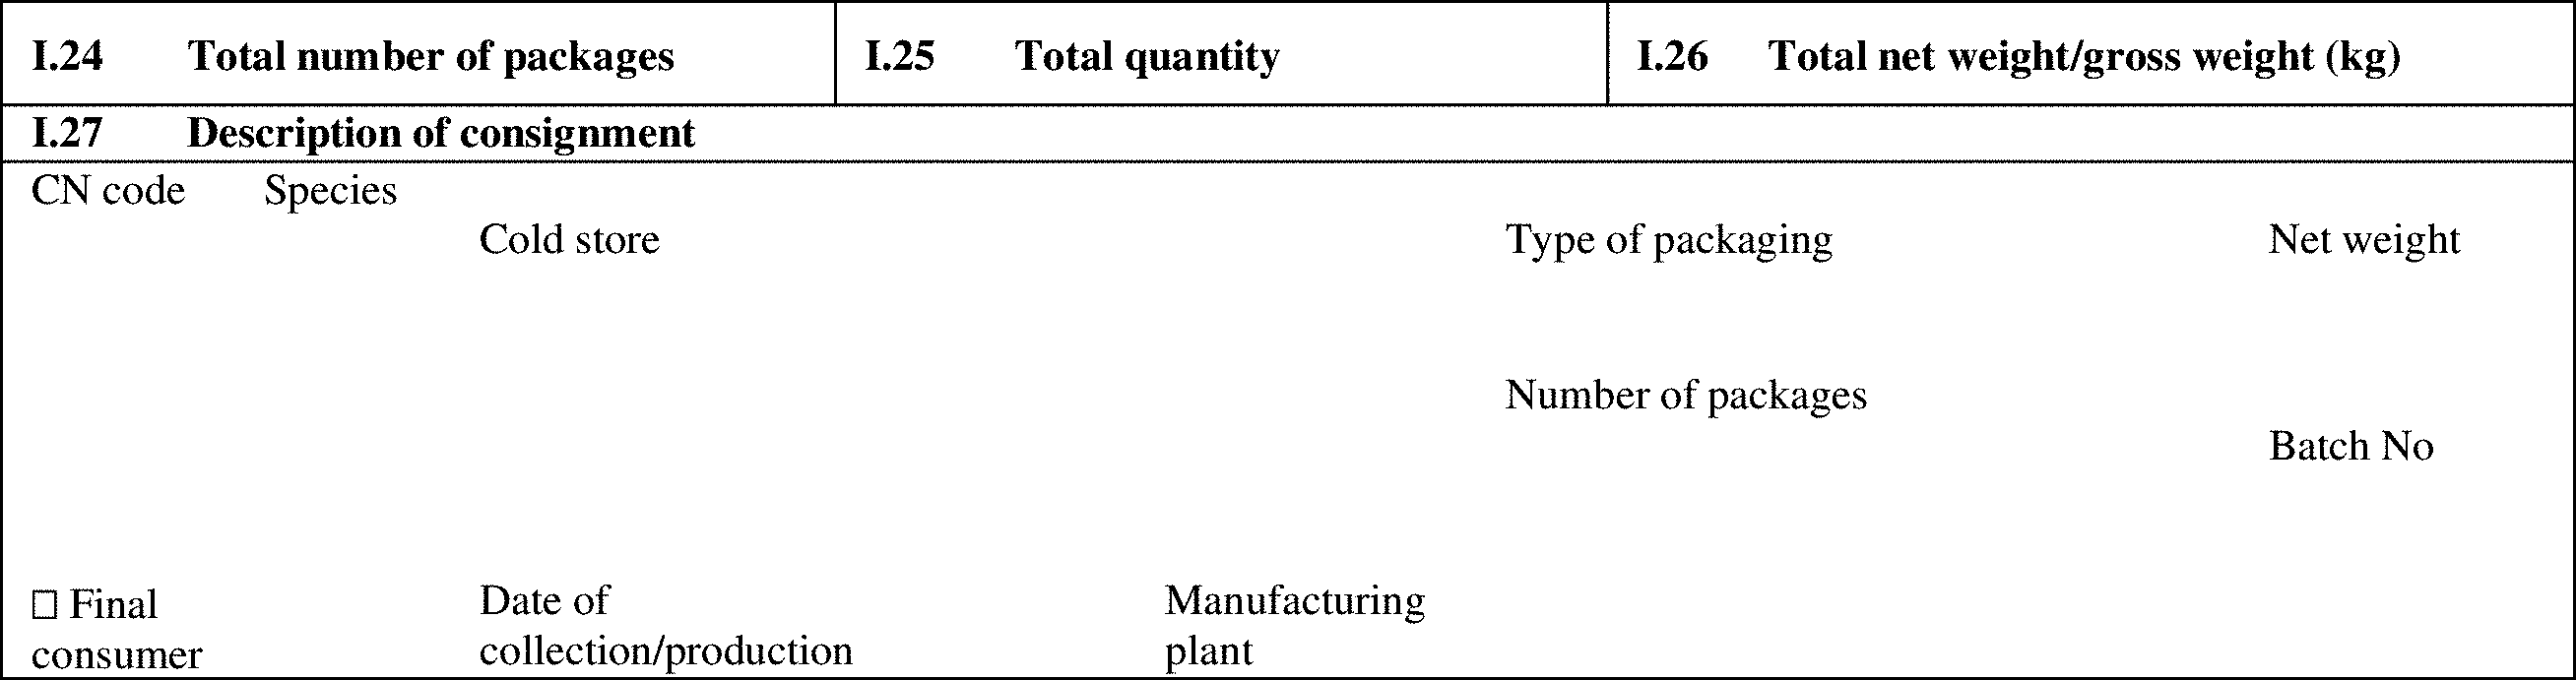 I.24 Total number of packages I.25 Total quantity I.26 Total net weight/gross weight (kg)
I.27 Description of consignment
CN code Species
Cold store Type of packaging Net weight
Number of packages
Batch No
☐ Final Date of Manufacturing
consumer collection/production plant